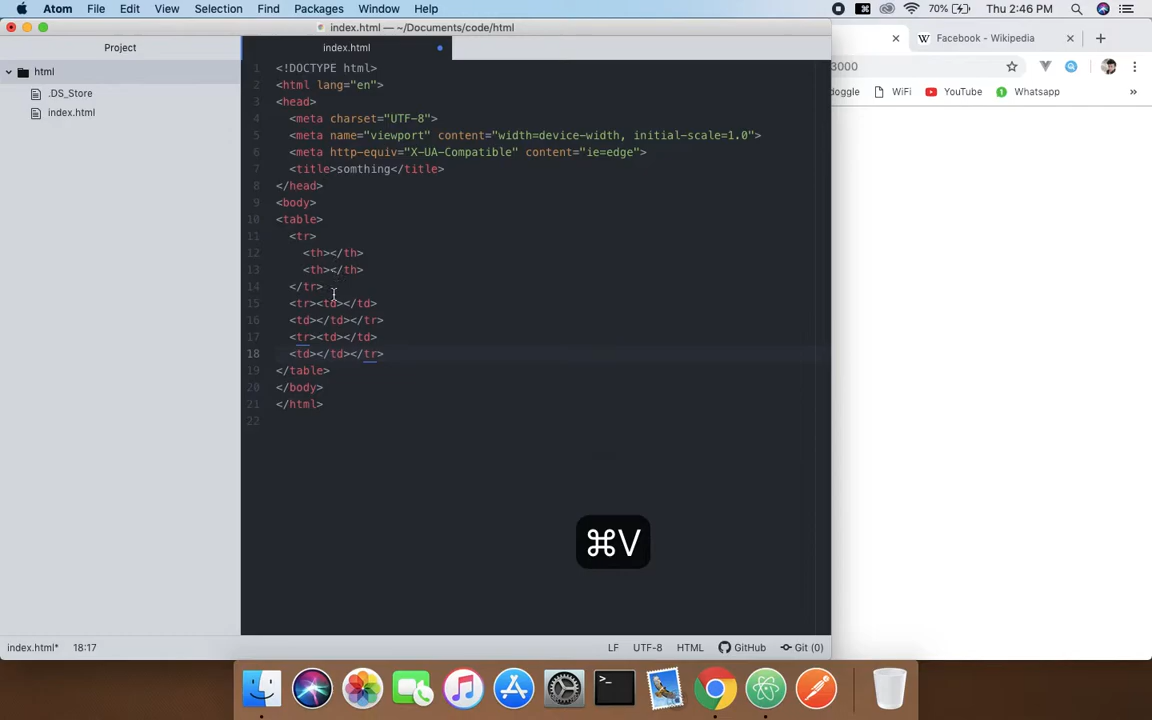 Atom File Edit View Selection Find Packages Window Help 70% Thu 2:46 PM
index.html — ~/Documents/code/html
Project
index.html
Facebook - Wikipedia
3000
html
.DS_Store
index.html
WiFi
YouTube
Whatsapp
»
1 <!DOCTYPE html>
2 <html lang="en">
3 <head>
4 <meta charset="UTF-8">
5 <meta name="viewport" content="width=device-width, initial-scale=1.0">
6 <meta http-equiv="X-UA-Compatible" content="ie=edge">
7 <title>somthing</title>
8 </head>
9 <body>
10 <table>
11 <tr>
12 <th></th>
13 <th></th>
14 </tr>
15 <tr><td></td>
16 <td></td></tr>
17 <tr><td></td>
18 <td></td></tr>
19 </table>
20 </body>
21 </html>
22
⌘V
index.html* 18:17 LF UTF-8 HTML GitHub Git (0)